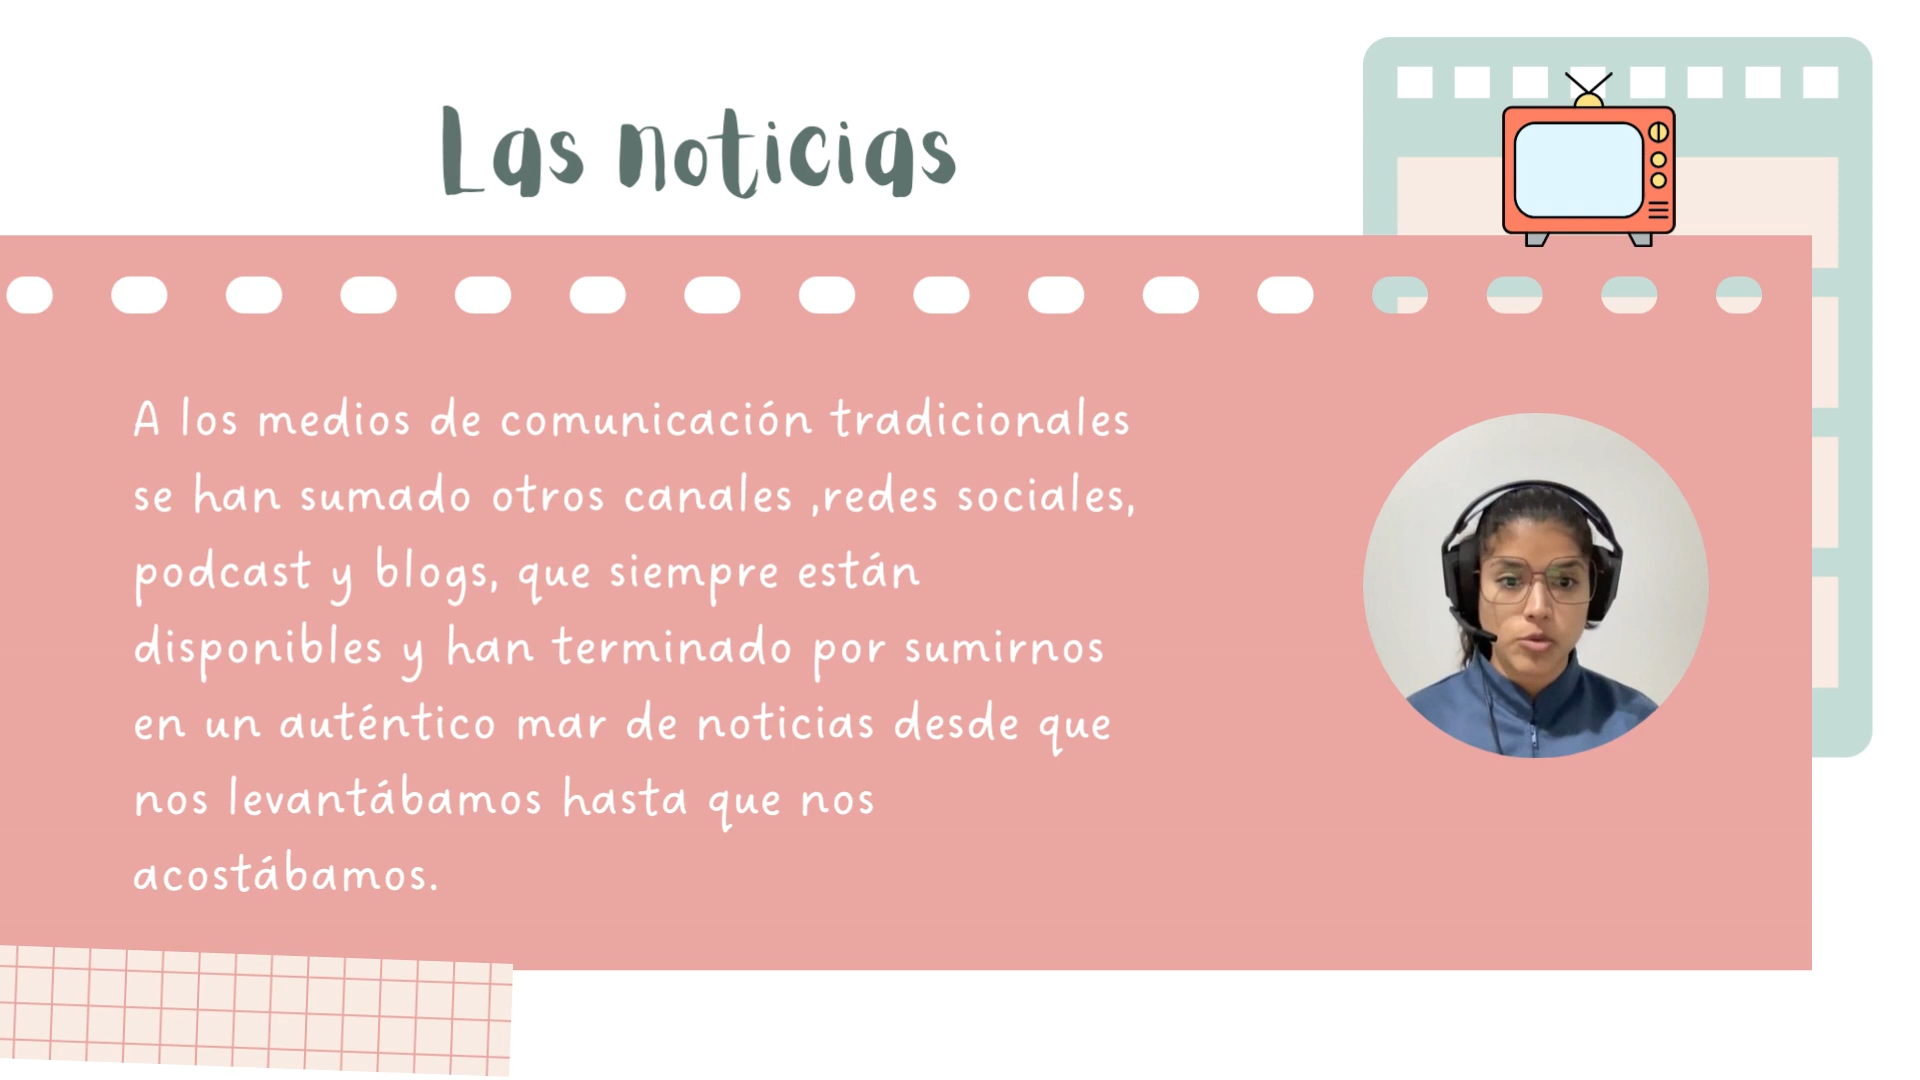 Las noticias
A los medios de comunicación tradicionales
se han sumado otros canales ,redes sociales,
podcast y blogs, que siempre están
disponibles y han terminado por sumirnos
en un auténtico mar de noticias desde que
nos levantábamos hasta que nos
acostábamos.